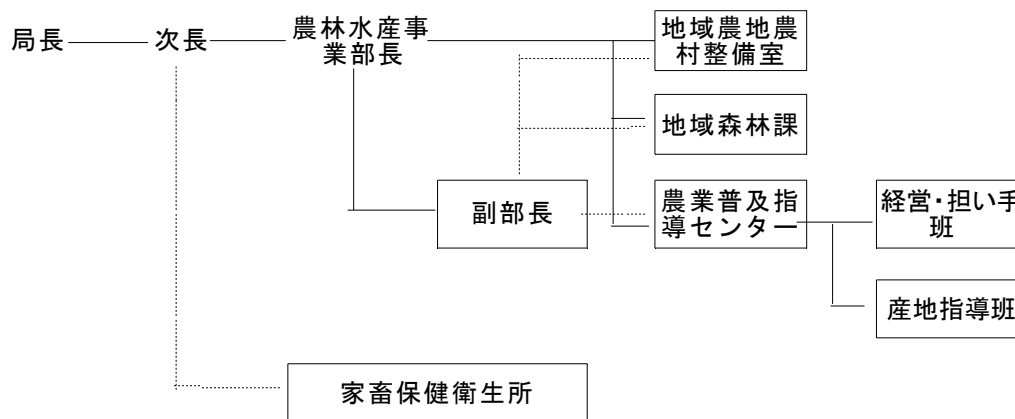 局長
次長
農林水産事
業部長
地域農地農
村整備室
地域森林課
副部長
農業普及指
導センター
経営・担い手
班
産地指導班
家畜保健衛生所